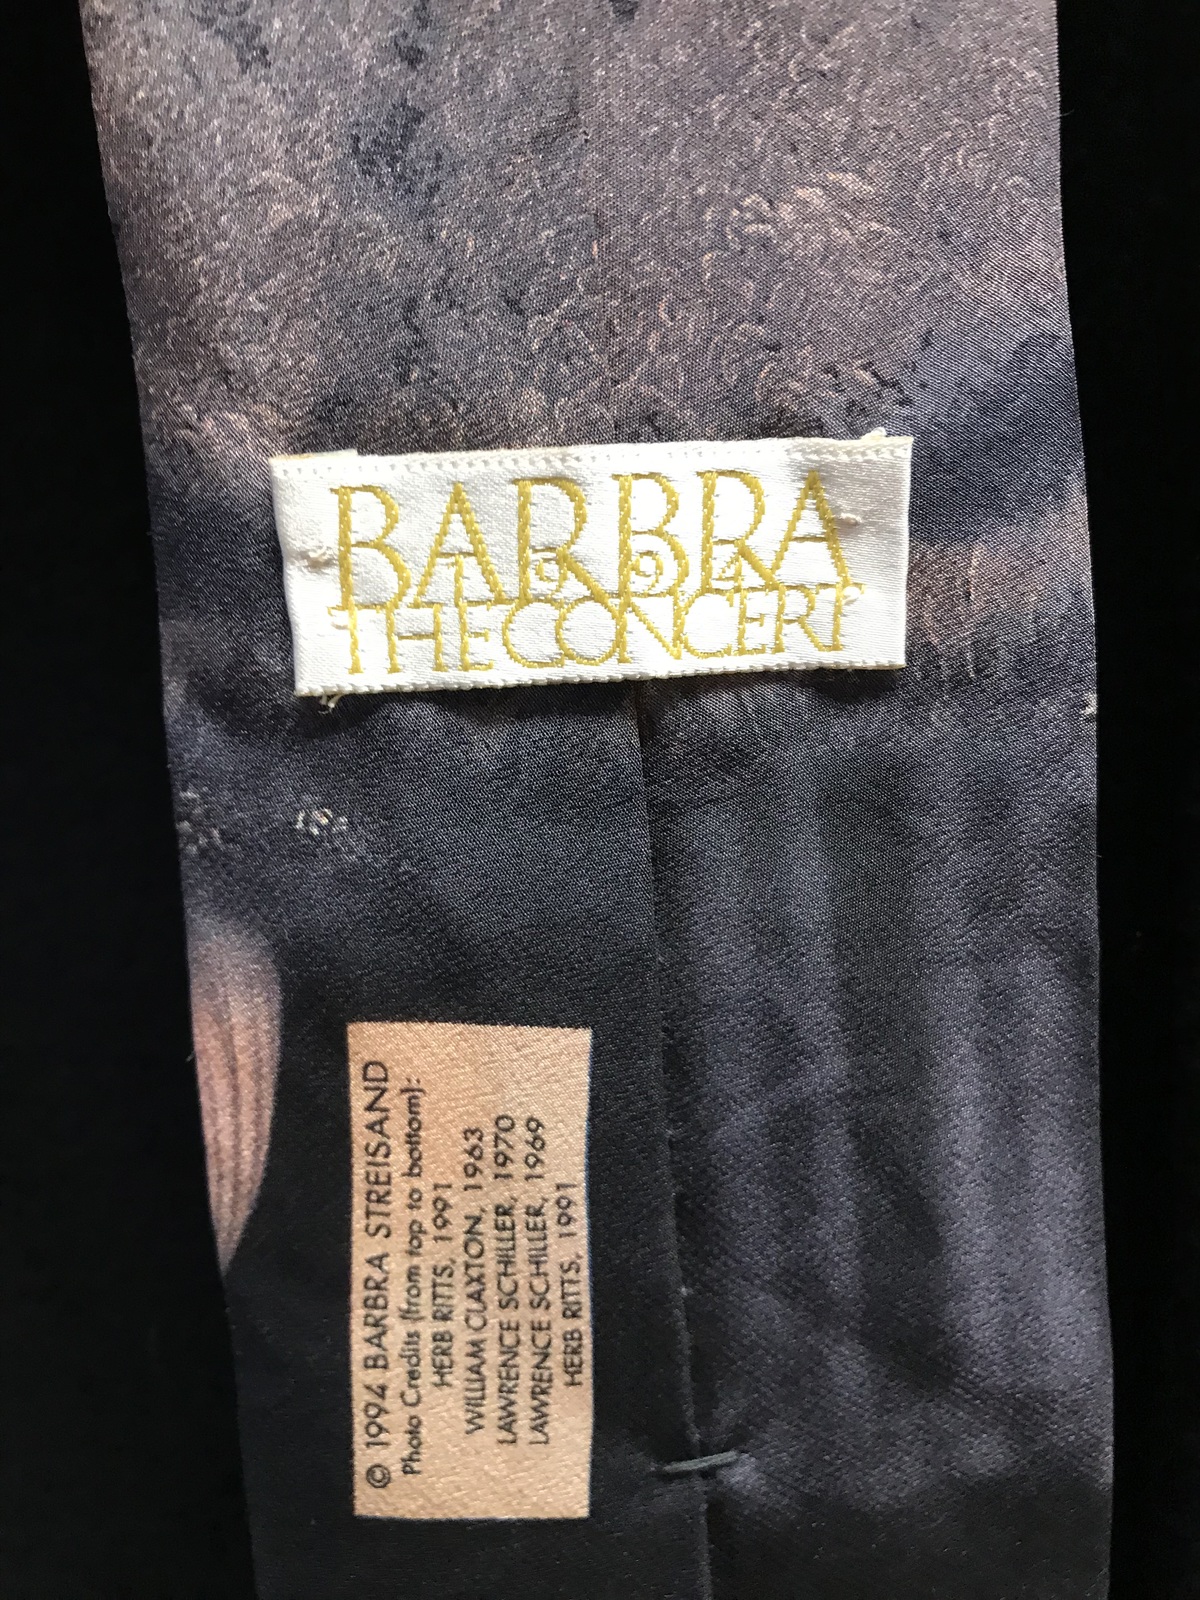 BARBRA
1994
THE CONCERT
© 1994 BARBRA STREISAND
Photo Credits (from top to bottom):
HERB RITTS, 1991
WILLIAM CLAXTON, 1963
LAWRENCE SCHILLER, 1970
LAWRENCE SCHILLER, 1969
HERB RITTS, 1991